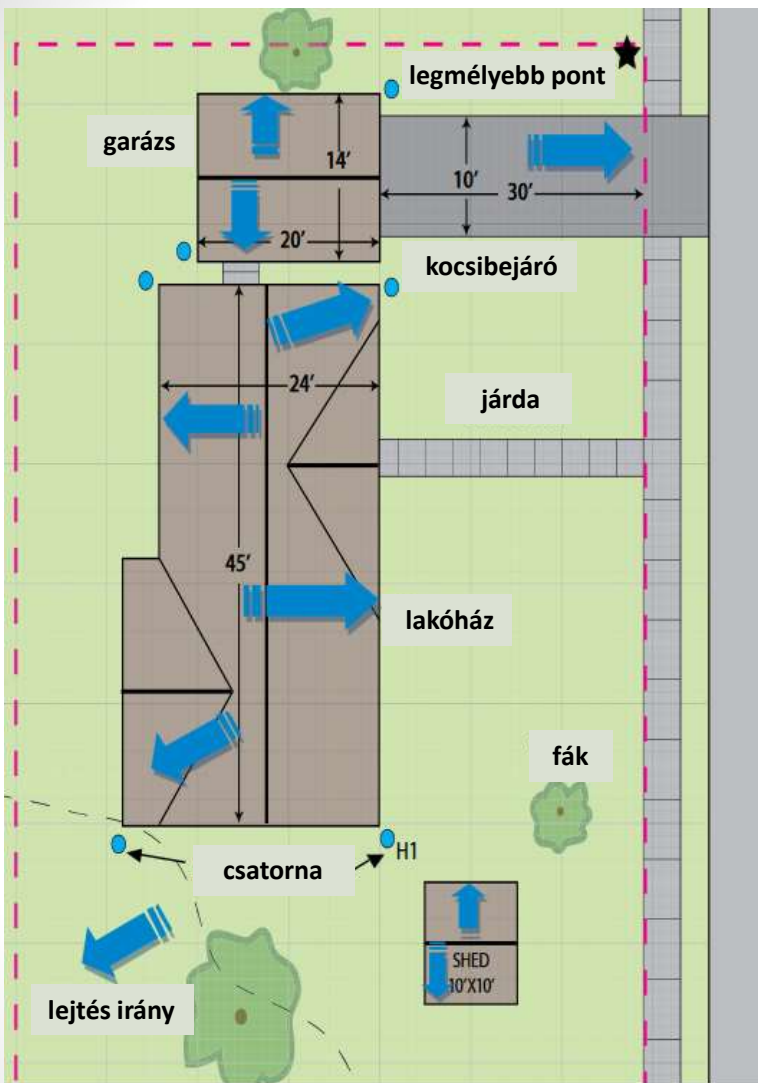 legmélyebb pont
garázs
14'
10'
30'
20'
kocsibejáró
24'
járda
45'
lakóház
fák
csatorna
H1
SHED
10'X10'
lejtés irány